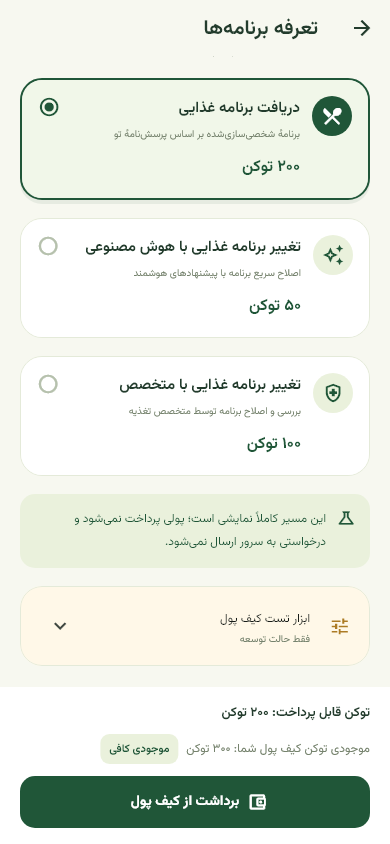 تعرفه برنامه‌ها
دریافت برنامه غذایی
برنامهٔ شخصی‌سازی‌شده بر اساس پرسش‌نامهٔ تو
۲۰۰ توکن
تغییر برنامه غذایی با هوش مصنوعی
اصلاح سریع برنامه با پیشنهادهای هوشمند
۵۰ توکن
تغییر برنامه غذایی با متخصص
بررسی و اصلاح برنامه توسط متخصص تغذیه
۱۰۰ توکن
این مسیر کاملاً نمایشی است؛ پولی پرداخت نمی‌شود و
درخواستی به سرور ارسال نمی‌شود.
ابزار تست کیف پول
فقط حالت توسعه
توکن قابل پرداخت: ۲۰۰ توکن
موجودی توکن کیف پول شما: ۳۰۰ توکن موجودی کافی
برداشت از کیف پول